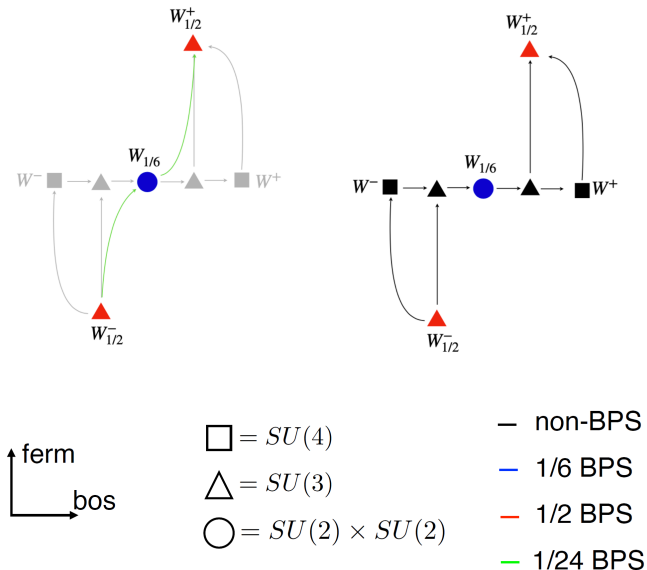 W⁺₁/₂
W⁺₁/₂
W₁/₆
W₁/₆
W⁻
W⁺
W⁻
W⁺
W⁻₁/₂
W⁻₁/₂
ferm
bos
= SU(4)
= SU(3)
= SU(2) × SU(2)
non-BPS
1/6 BPS
1/2 BPS
1/24 BPS